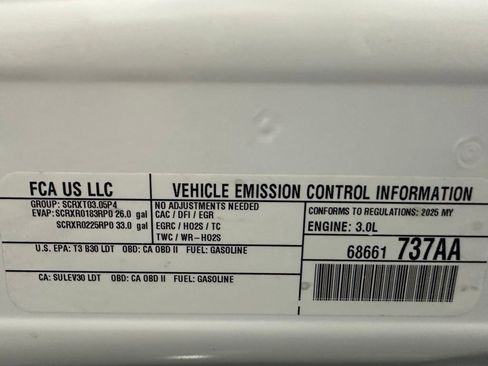 FCA US LLC
VEHICLE EMISSION CONTROL INFORMATION
GROUP: SCRXT03.05P4
EVAP: SCRXR0183RP0 26.0 gal
SCRXR0225RP0 33.0 gal
NO ADJUSTMENTS NEEDED
CAC / DFI / EGR
EGRC / HO2S / TC
TWC / WR-HO2S
CONFORMS TO REGULATIONS: 2025 MY
ENGINE: 3.0L
U.S. EPA: T3 B30 LDT OBD: CA OBD II FUEL: GASOLINE
68661 737AA
CA: SULEV30 LDT OBD: CA OBD II FUEL: GASOLINE